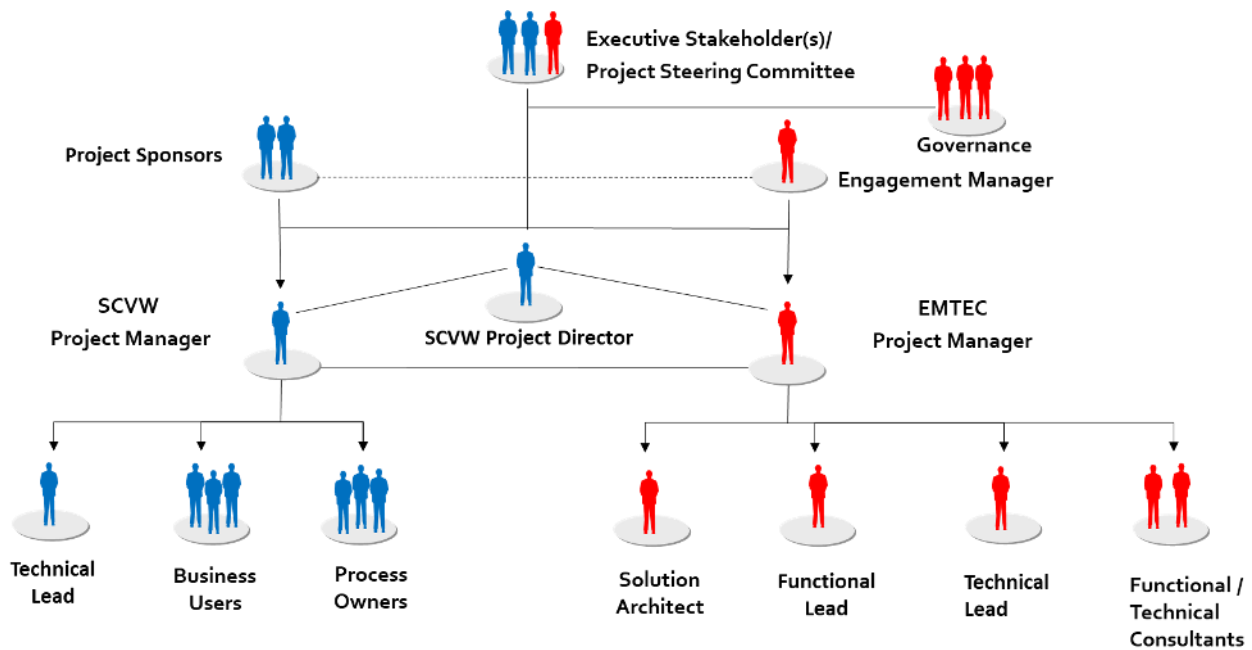 Executive Stakeholder(s)/
Project Steering Committee
Project Sponsors
Governance
Engagement Manager
SCVW
Project Manager
SCVW Project Director
EMTEC
Project Manager
Technical
Lead
Business
Users
Process
Owners
Solution
Architect
Functional
Lead
Technical
Lead
Functional /
Technical
Consultants